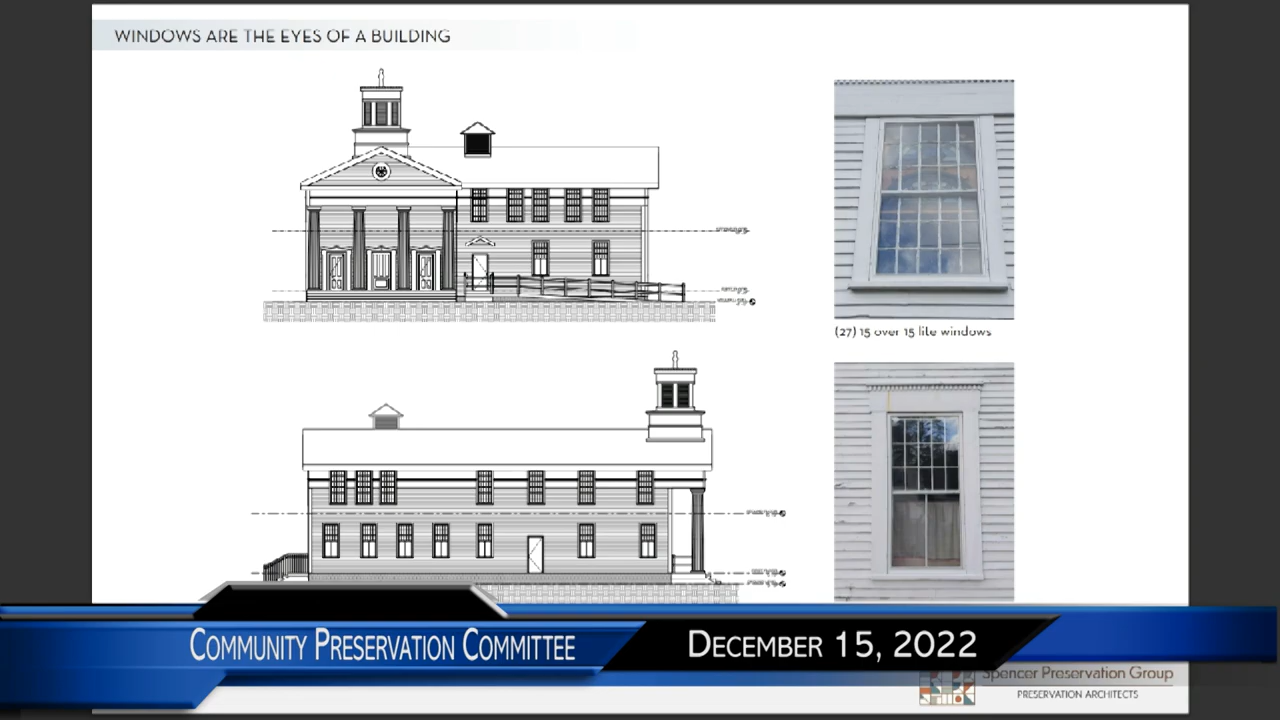 WINDOWS ARE THE EYES OF A BUILDING
(27) 15 over 15 lite windows
COMMUNITY PRESERVATION COMMITTEE
DECEMBER 15, 2022
Spencer Preservation Group
PRESERVATION ARCHITECTS